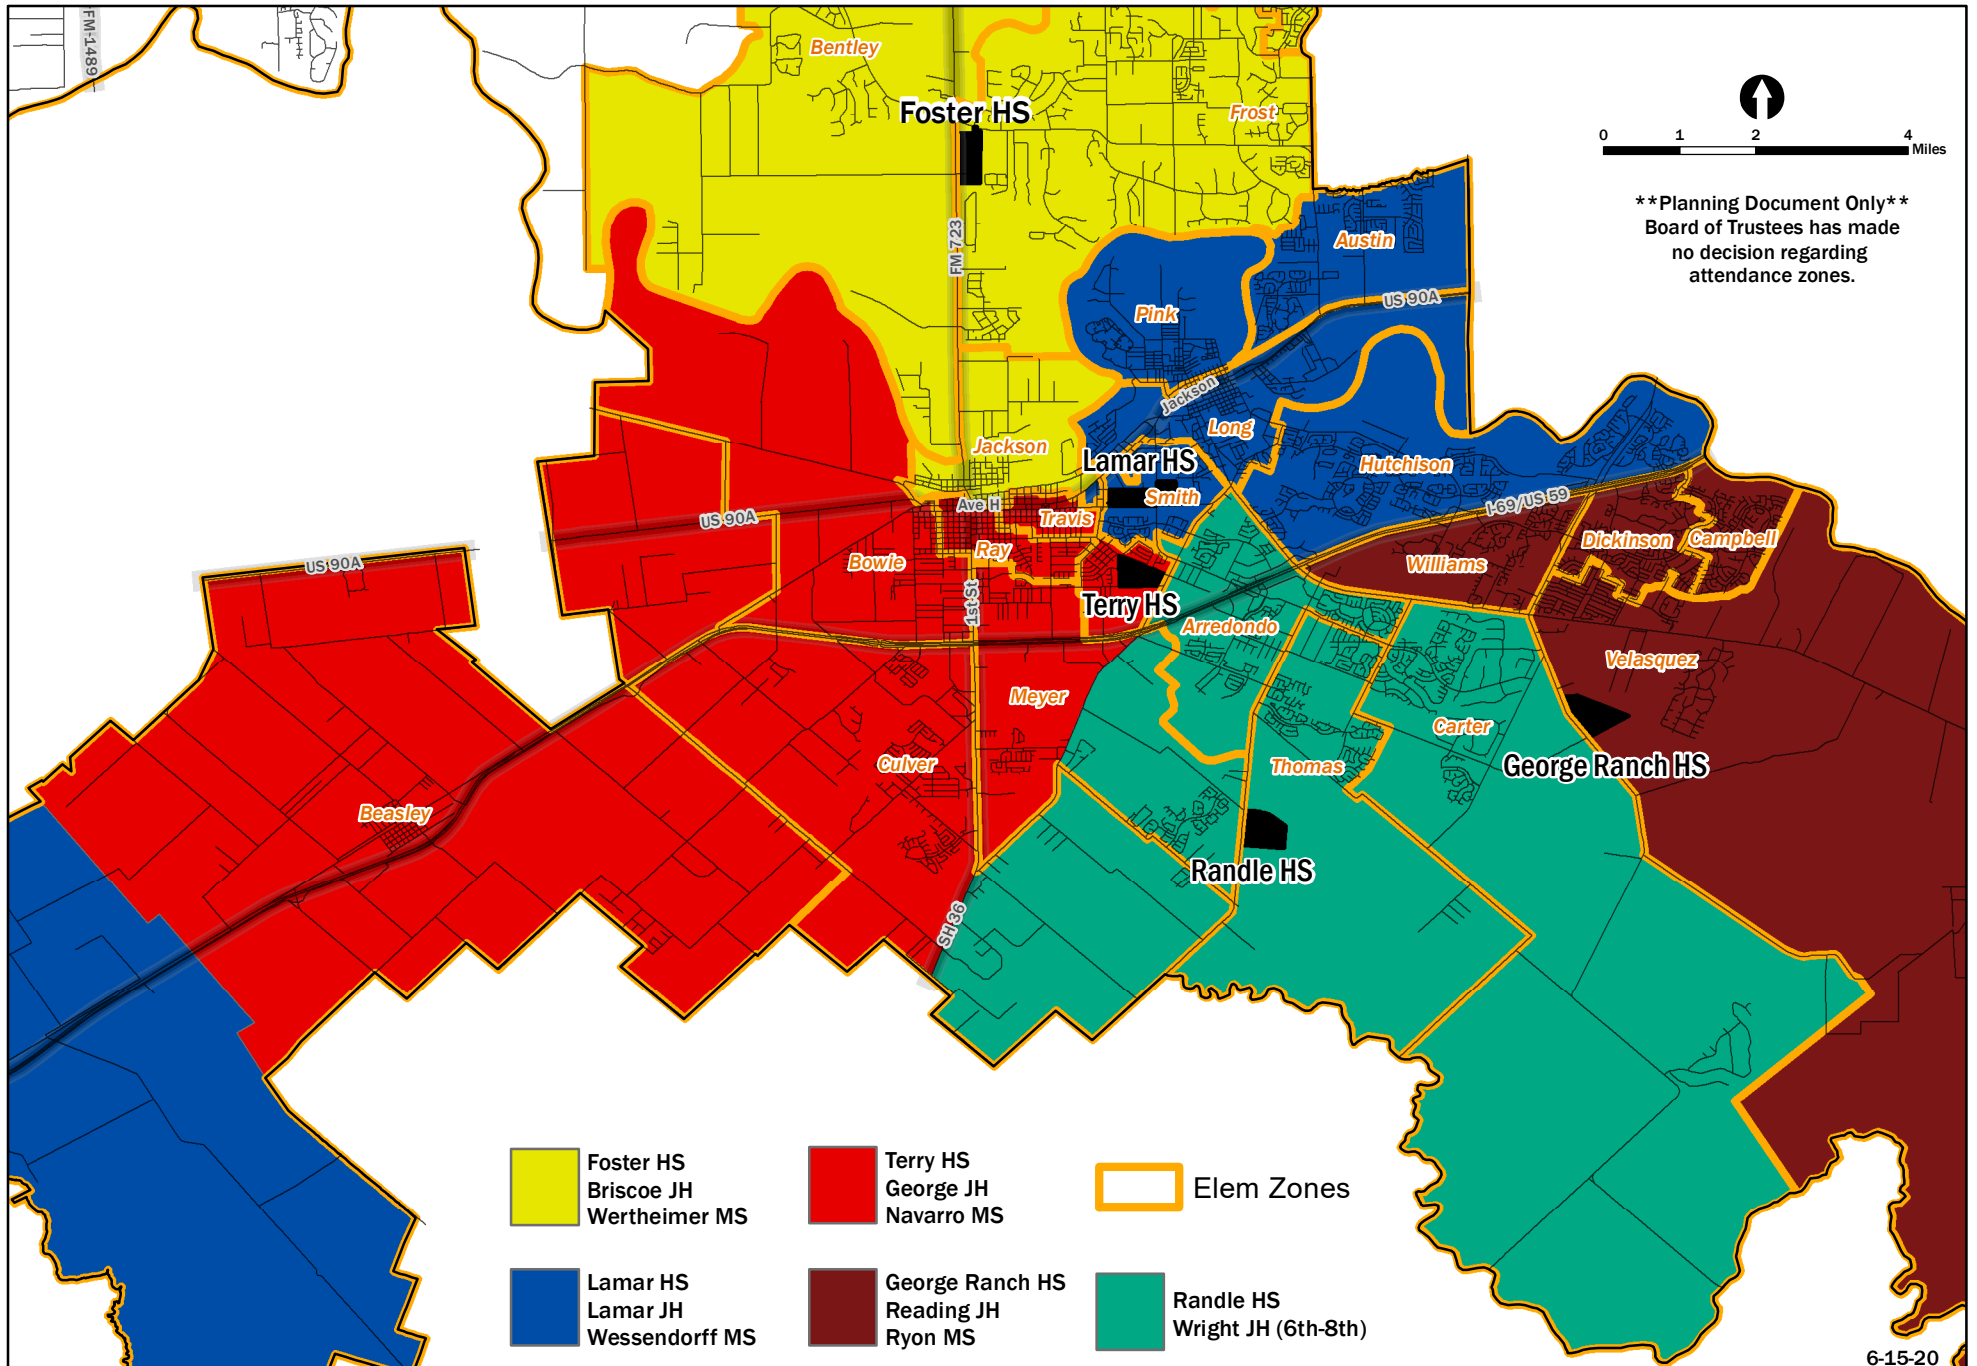 FM-1489
Bentley
Foster HS
Frost
0 1 2 4
Miles
**Planning Document Only**
Board of Trustees has made
no decision regarding
attendance zones.
FM 723
Austin
US 90A
Pink
Jackson
Long
Jackson
Lamar HS
Hutchison
Smith
I-69/US 59
Ave H
Travis
US 90A
Ray
Bowie
Dickinson
Campbell
Williams
US 90A
1st St
Terry HS
Arredondo
Velasquez
Meyer
Carter
Culver
Thomas
George Ranch HS
Beasley
Randle HS
SH 36
Foster HS
Briscoe JH
Wertheimer MS
Terry HS
George JH
Navarro MS
Elem Zones
Lamar HS
Lamar JH
Wessendorff MS
George Ranch HS
Reading JH
Ryon MS
Randle HS
Wright JH (6th-8th)
6-15-20